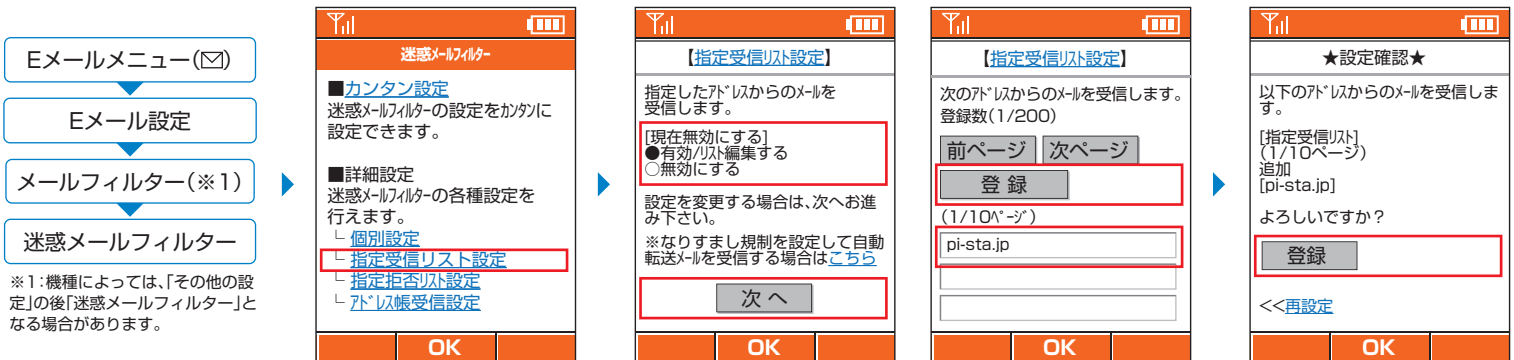 Eメールメニュー(✉)
Eメール設定
メールフィルター(※1)
迷惑メールフィルター
※1:機種によっては、「その他の設
定」の後「迷惑メールフィルター」と
なる場合があります。
迷惑メールフィルター
■カンタン設定
迷惑メールフィルターの設定をカンタンに
設定できます。
■詳細設定
迷惑メールフィルターの各種設定を
行えます。
└ 個別設定
└ 指定受信リスト設定
└ 指定拒否リスト設定
└ アドレス帳受信設定
OK
【指定受信リスト設定】
指定したアドレスからのメールを
受信します。
[現在無効にする]
●有効/リスト編集する
○無効にする
設定を変更する場合は、次へお進
み下さい。
※なりすまし規制を設定して自動
転送メールを受信する場合はこちら
次 へ
OK
【指定受信リスト設定】
次のアドレスからのメールを受信します。
登録数(1/200)
前ページ 次ページ
登 録
(1/10ページ)
pi-sta.jp
OK
★設定確認★
以下のアドレスからのメールを受信しま
す。
[指定受信リスト]
(1/10ページ)
追加
[pi-sta.jp]
よろしいですか?
登録
<<再設定
OK